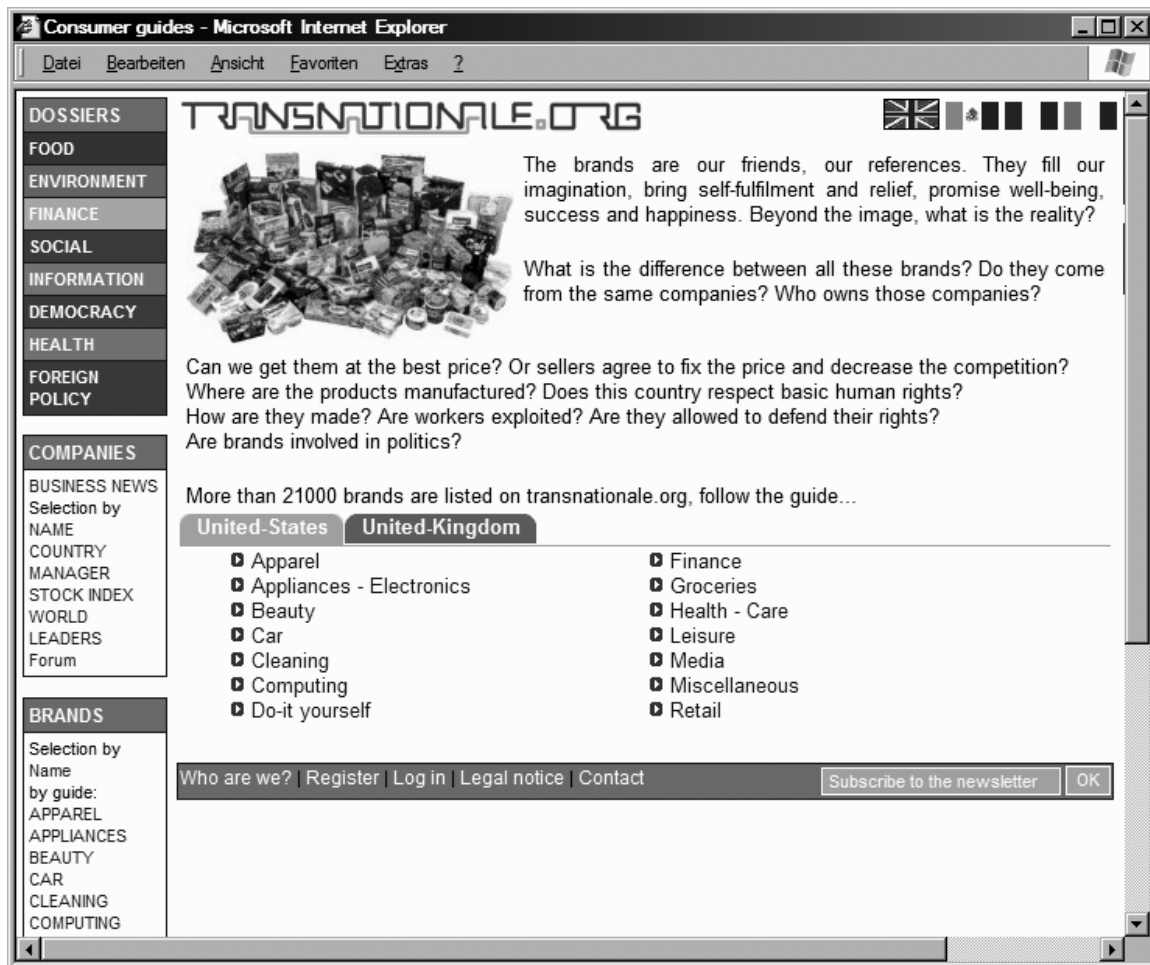 Consumer guides - Microsoft Internet Explorer
Datei Bearbeiten Ansicht Favoriten Extras ?
DOSSIERS
FOOD
ENVIRONMENT
FINANCE
SOCIAL
INFORMATION
DEMOCRACY
HEALTH
FOREIGN
POLICY
COMPANIES
BUSINESS NEWS
Selection by
NAME
COUNTRY
MANAGER
STOCK INDEX
WORLD
LEADERS
Forum
BRANDS
Selection by
Name
by guide:
APPAREL
APPLIANCES
BEAUTY
CAR
CLEANING
COMPUTING
TRANSNATIONALE.ORG
The brands are our friends, our references. They fill our
imagination, bring self-fulfilment and relief, promise well-being,
success and happiness. Beyond the image, what is the reality?
What is the difference between all these brands? Do they come
from the same companies? Who owns those companies?
Can we get them at the best price? Or sellers agree to fix the price and decrease the competition?
Where are the products manufactured? Does this country respect basic human rights?
How are they made? Are workers exploited? Are they allowed to defend their rights?
Are brands involved in politics?
More than 21000 brands are listed on transnationale.org, follow the guide...
United-States United-Kingdom
Apparel
Appliances - Electronics
Beauty
Car
Cleaning
Computing
Do-it yourself
Finance
Groceries
Health - Care
Leisure
Media
Miscellaneous
Retail
Who are we? | Register | Log in | Legal notice | Contact
Subscribe to the newsletter OK